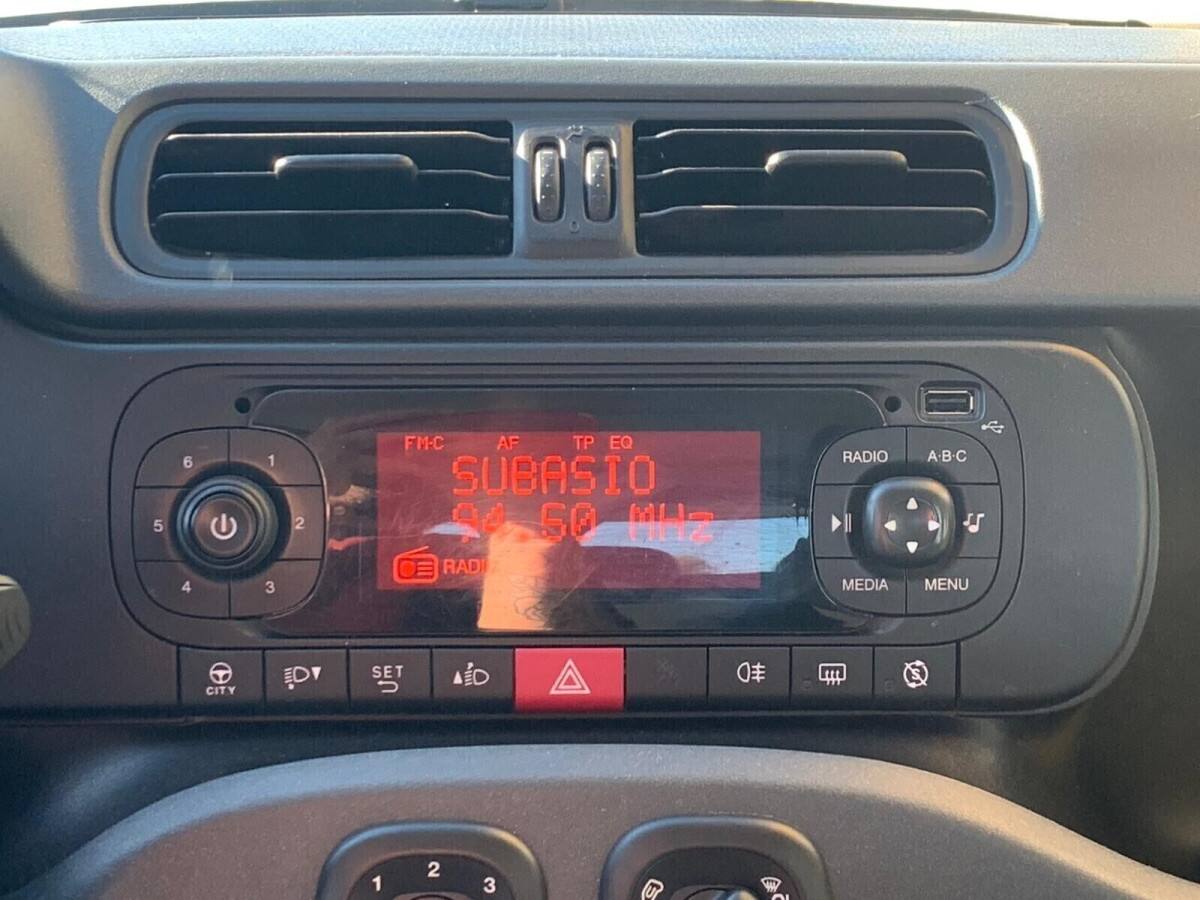 FM-C AF TP EQ
SUBASIO
94.50 MHz
RADIO
6 1
5 2
4 3
RADIO A·B·C
MEDIA MENU
CITY
SET
1 2 3